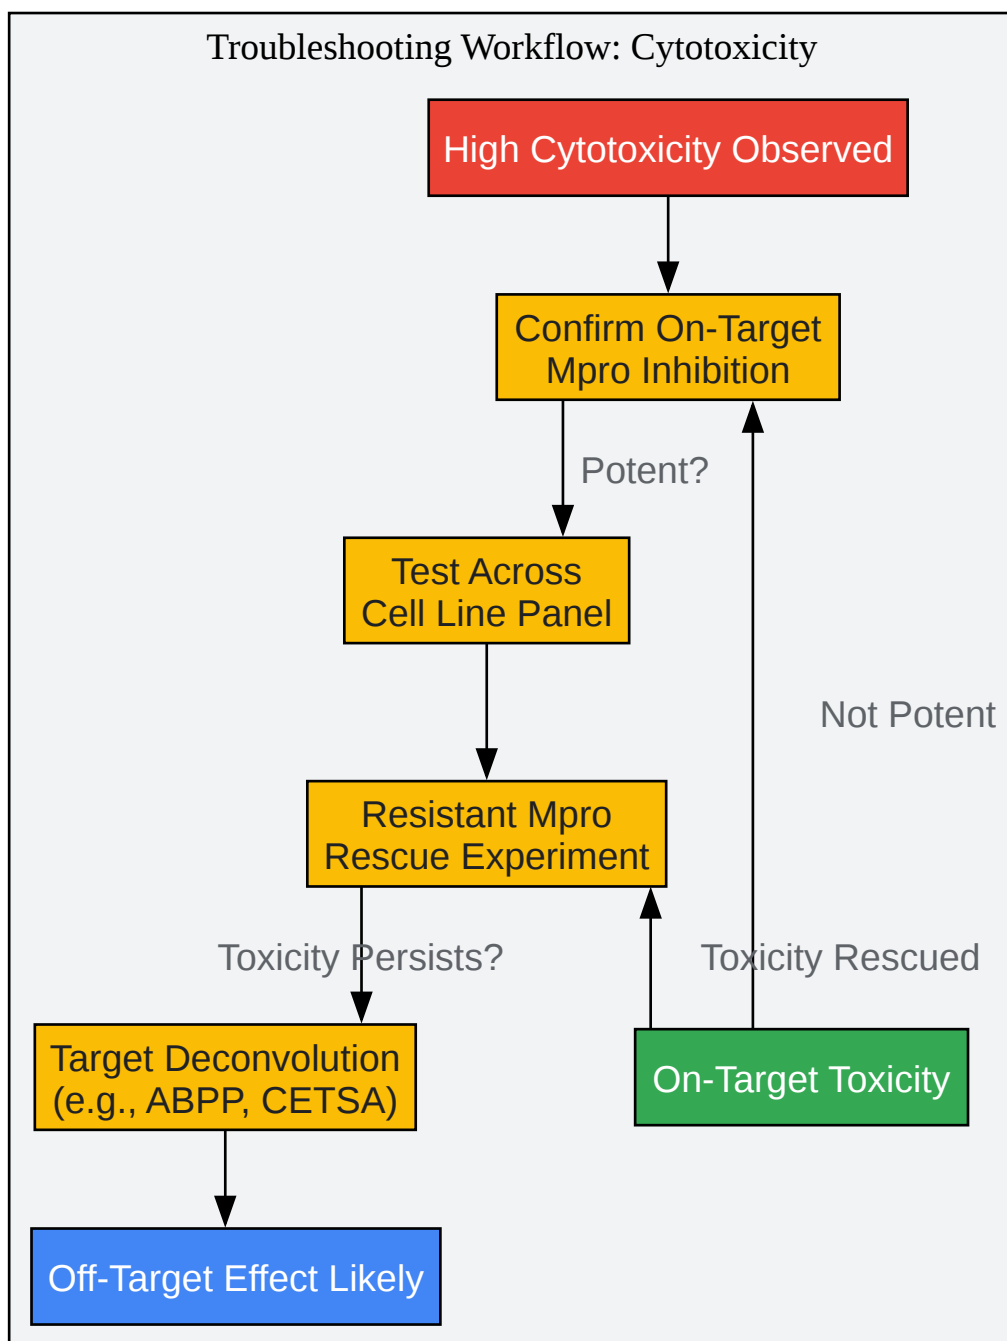 Troubleshooting Workflow: Cytotoxicity
High Cytotoxicity Observed
Confirm On-Target
Mpro Inhibition
Potent?
Test Across
Cell Line Panel
Not Potent
Resistant Mpro
Rescue Experiment
Toxicity Persists?
Toxicity Rescued
Target Deconvolution
(e.g., ABPP, CETSA)
On-Target Toxicity
Off-Target Effect Likely